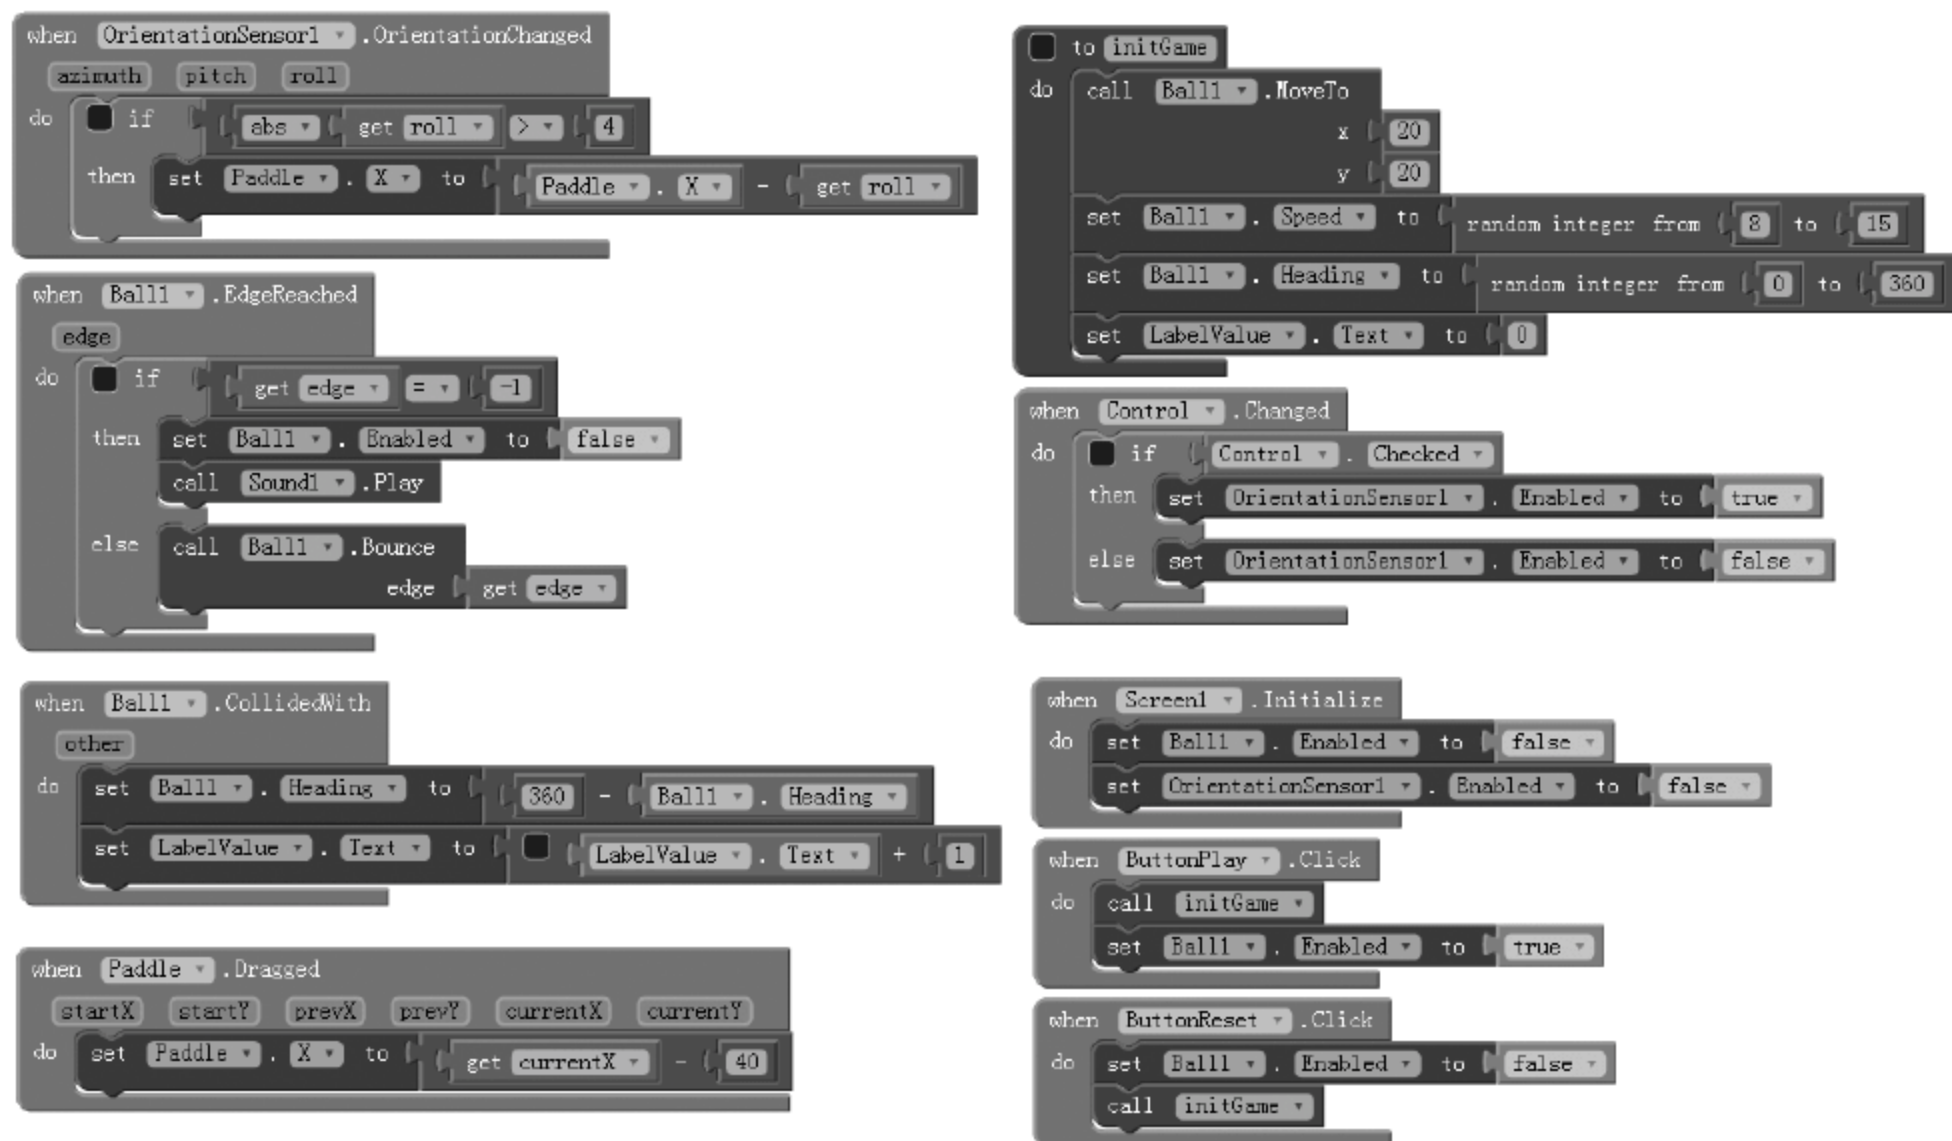 when OrientationSensor1 .OrientationChanged
azimuth pitch roll
do if abs get roll > 4
then set Paddle . X to Paddle . X - get roll
when Ball1 .EdgeReached
edge
do if get edge = -1
then set Ball1 . Enabled to false
call Sound1 .Play
else call Ball1 .Bounce
edge get edge
when Ball1 .CollidedWith
other
do set Ball1 . Heading to 360 - Ball1 . Heading
set LabelValue . Text to LabelValue . Text + 1
when Paddle .Dragged
startX startY prevX prevY currentX currentY
do set Paddle . X to get currentX - 40
to initGame
do call Ball1 .MoveTo
x 20
y 20
set Ball1 . Speed to random integer from 8 to 15
set Ball1 . Heading to random integer from 0 to 360
set LabelValue . Text to 0
when Control .Changed
do if Control . Checked
then set OrientationSensor1 . Enabled to true
else set OrientationSensor1 . Enabled to false
when Screen1 .Initialize
do set Ball1 . Enabled to false
set OrientationSensor1 . Enabled to false
when ButtonPlay .Click
do call initGame
set Ball1 . Enabled to true
when ButtonReset .Click
do set Ball1 . Enabled to false
call initGame